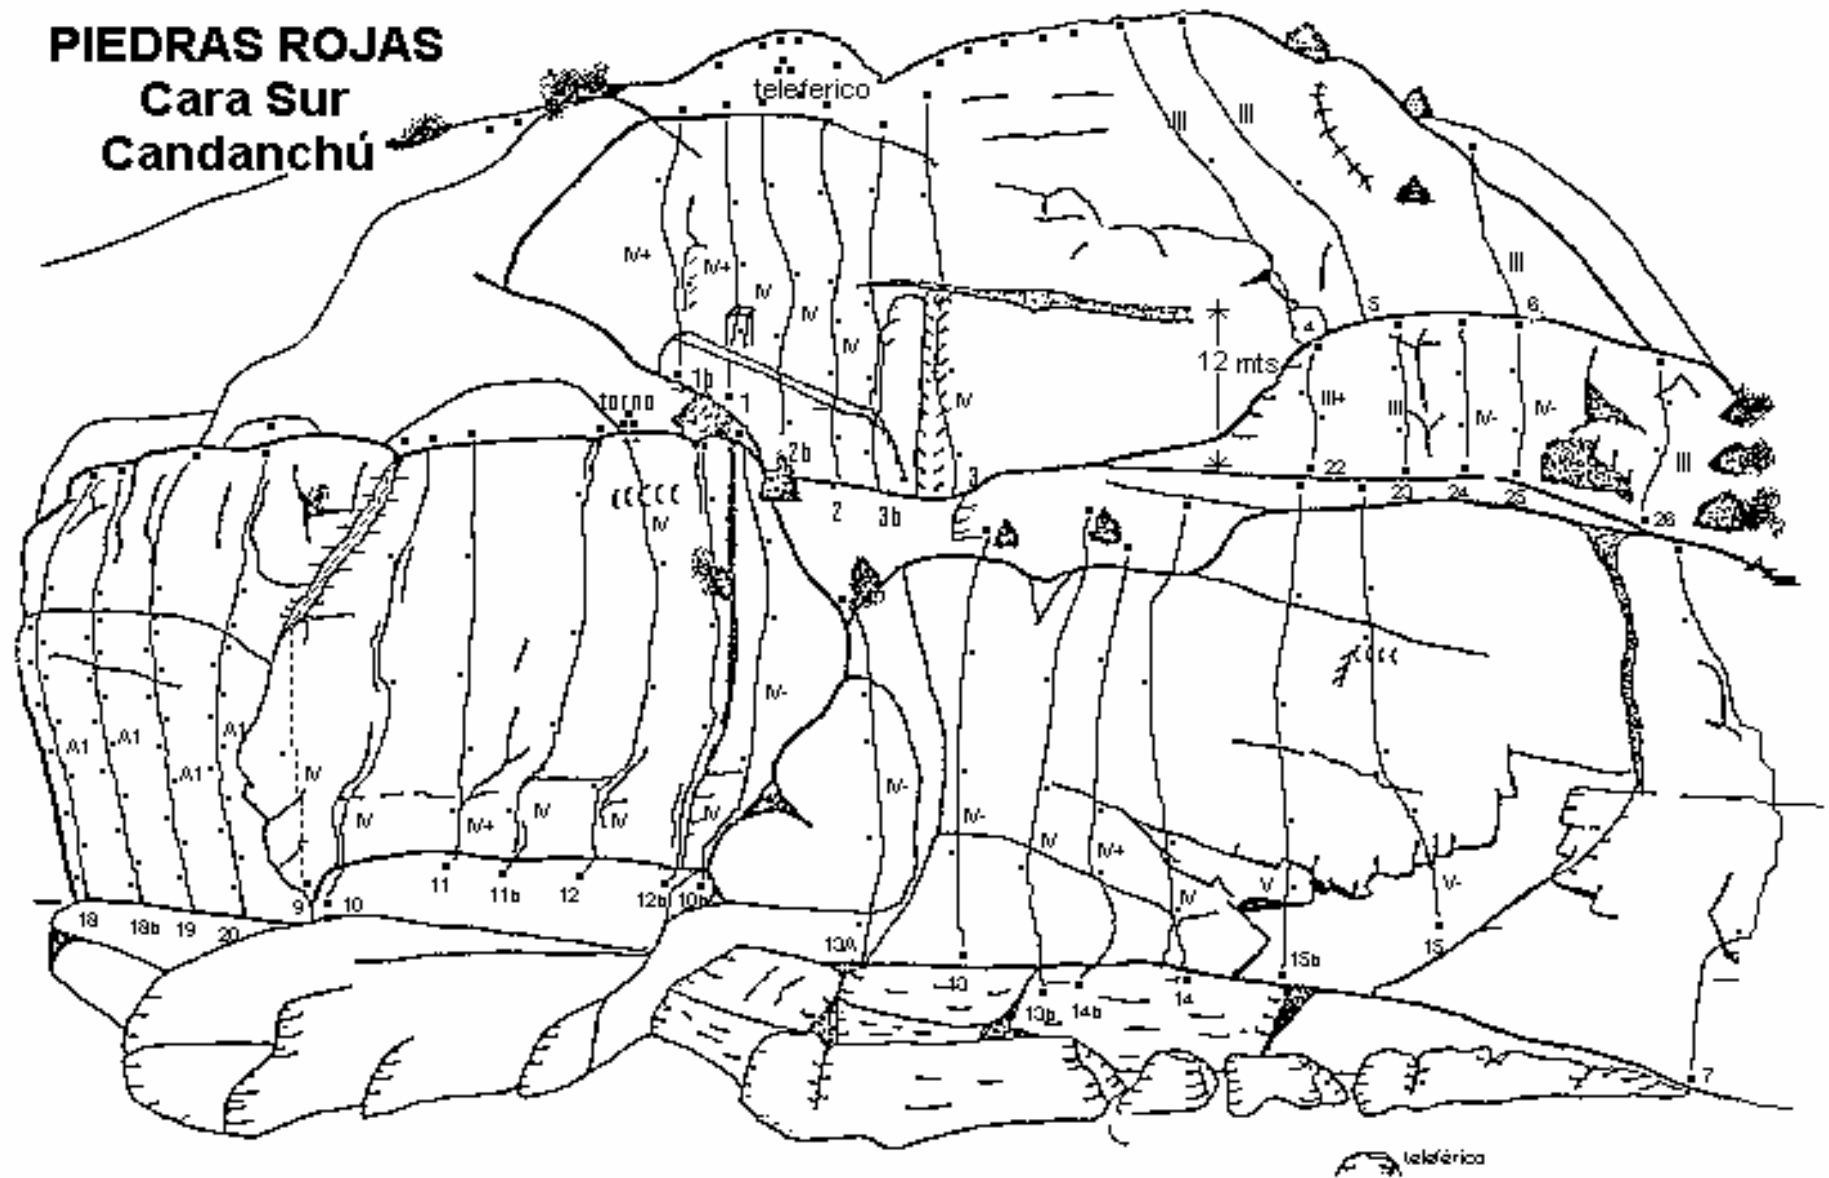 PIEDRAS ROJAS
Cara Sur
Candanchú
teleferico
III
III
IV+
IV+
III
IV
IV
5
6
4
IV
12 mts
1b
1
torno
IV
III+
III
IV-
IV-
2b
3
22
III
2
3b
23
24
25
26
IV
IV-
A1
A1
A1
A1
IV
IV-
IV
IV+
IV
IV
IV
IV-
IV
IV+
IV
V
V-
11
11b
12
12b
10b
9
10
18
18b
19
20
13A
13
13b
14b
14
15b
15
7
teleférico